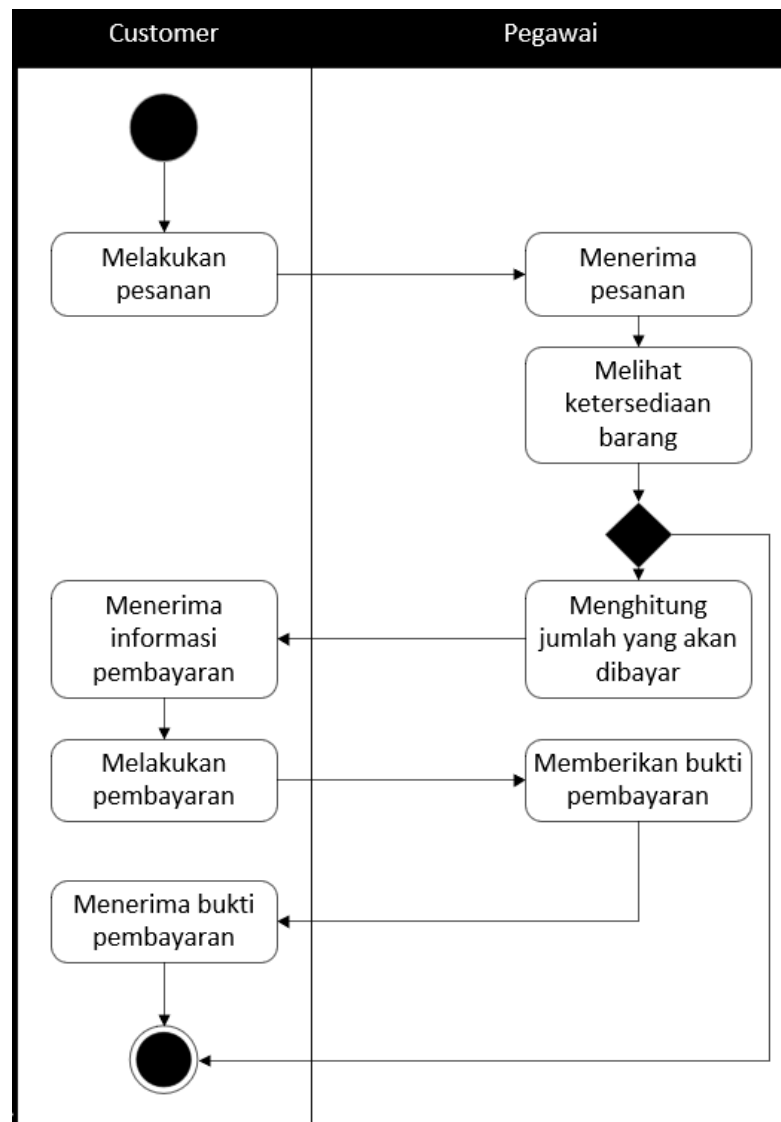 Customer
Pegawai
Melakukan
pesanan
Menerima
pesanan
Melihat
ketersediaan
barang
Menghitung
jumlah yang akan
dibayar
Menerima
informasi
pembayaran
Melakukan
pembayaran
Memberikan bukti
pembayaran
Menerima bukti
pembayaran